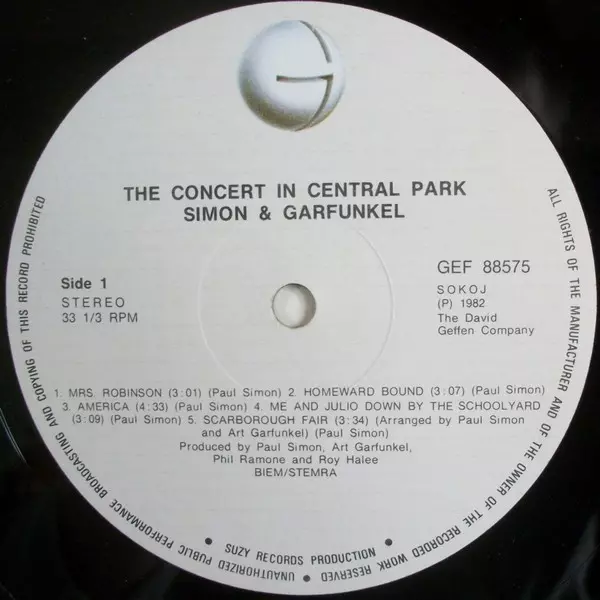 THE CONCERT IN CENTRAL PARK
SIMON & GARFUNKEL
Side 1
STEREO
33 1/3 RPM
GEF 88575
SOKOJ
(P) 1982
The David
Geffen Company
1. MRS. ROBINSON (3:01) (Paul Simon) 2. HOMEWARD BOUND (3:07) (Paul Simon)
3. AMERICA (4:33) (Paul Simon) 4. ME AND JULIO DOWN BY THE SCHOOLYARD
(3:09) (Paul Simon) 5. SCARBOROUGH FAIR (3:34) (Arranged by Paul Simon
and Art Garfunkel) (Paul Simon)
Produced by Paul Simon, Art Garfunkel,
Phil Ramone and Roy Halee
BIEM/STEMRA
• SUZY RECORDS PRODUCTION •
ALL RIGHTS OF THE MANUFACTURER AND OF THE OWNER OF THE RECORDED WORK RESERVED • UNAUTHORIZED PUBLIC PERFORMANCE BROADCASTING AND COPYING OF THIS RECORD PROHIBITED